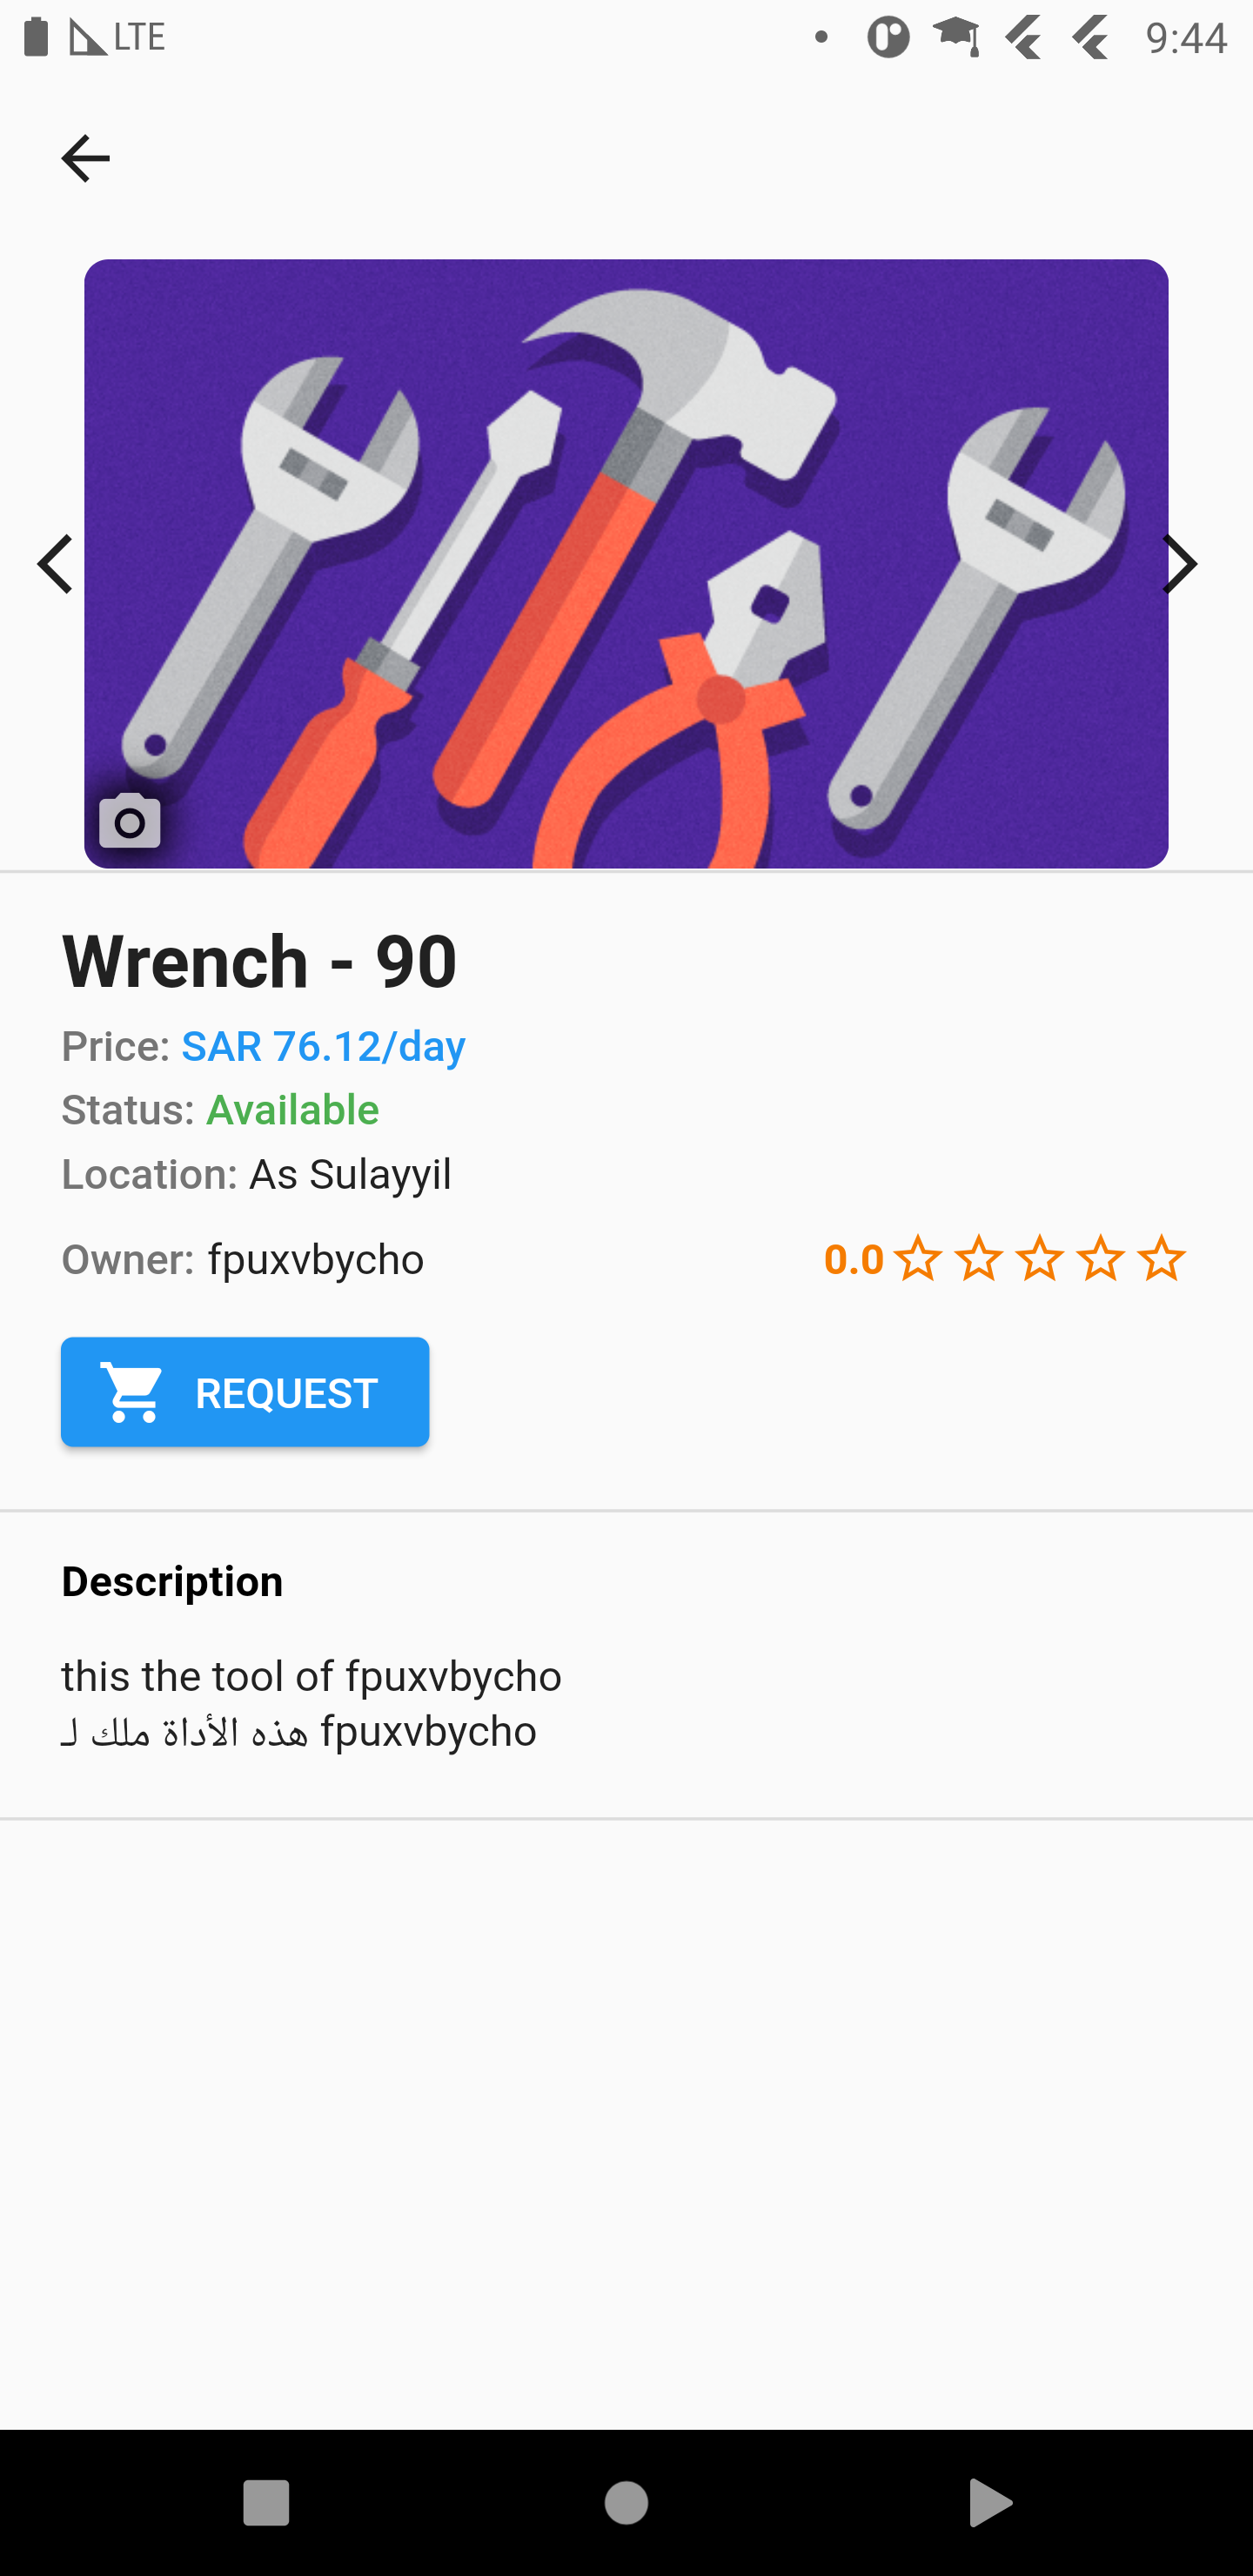 LTE
9:44
Wrench - 90
Price: SAR 76.12/day
Status: Available
Location: As Sulayyil
Owner: fpuxvbycho
0.0
REQUEST
Description
this the tool of fpuxvbycho
هذه الأداة ملك لـ fpuxvbycho